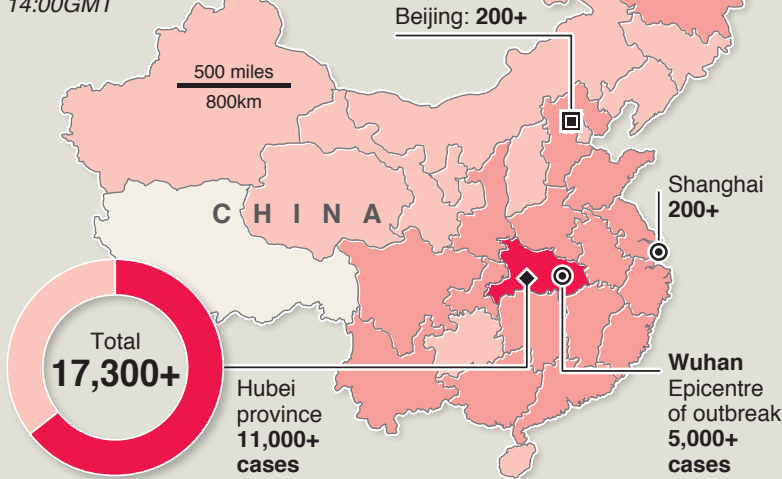 14:00GMT
Beijing: 200+
500 miles
800km
CHINA
Shanghai
200+
Total
17,300+
Hubei
province
11,000+
cases
Wuhan
Epicentre
of outbreak
5,000+
cases